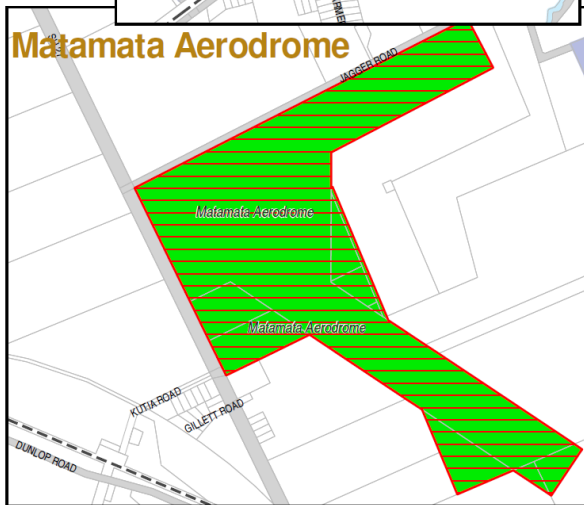 Matamata Aerodrome
JAGGER ROAD
Matamata Aerodrome
Matamata Aerodrome
KUTIA ROAD
GILLETT ROAD
DUNLOP ROAD